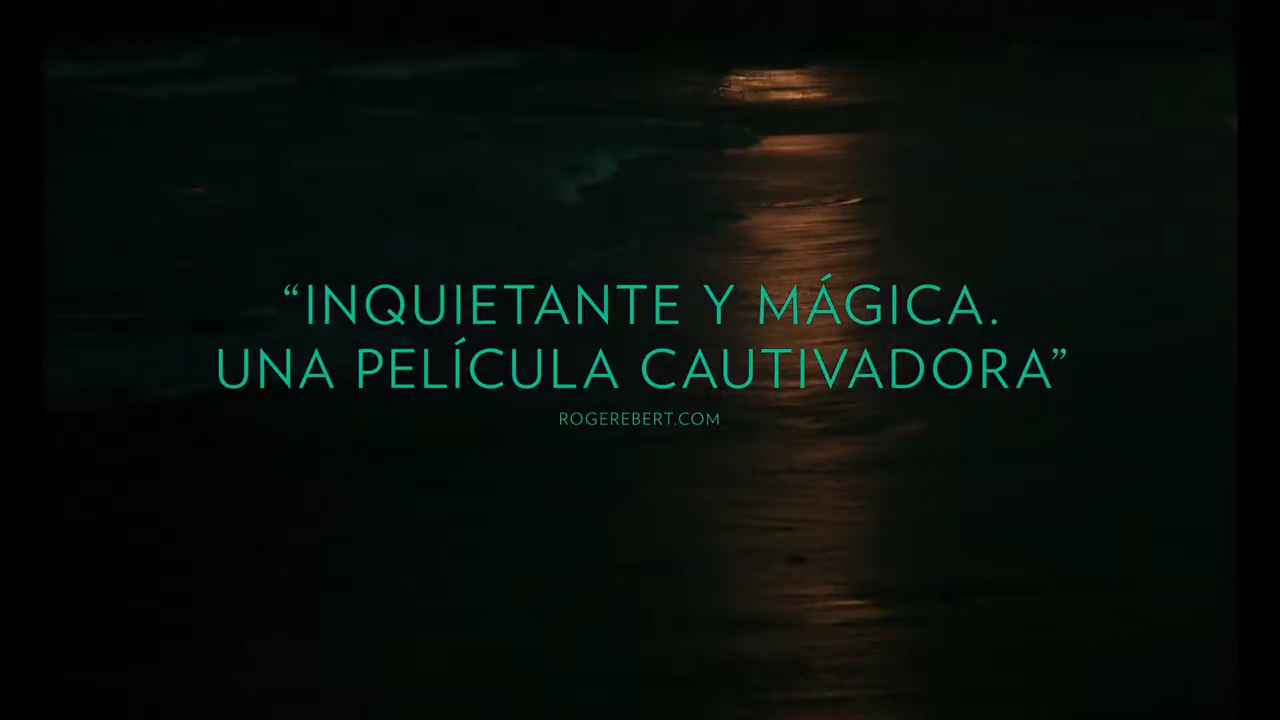 “INQUIETANTE Y MÁGICA.
UNA PELÍCULA CAUTIVADORA”
ROGEREBERT.COM